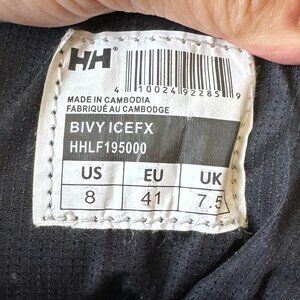 HH
4 10024 92285 9
MADE IN CAMBODIA
FABRIQUÉ AU CAMBODGE
BIVY ICEFX
HHLF195000
US EU UK
8 41 7.5